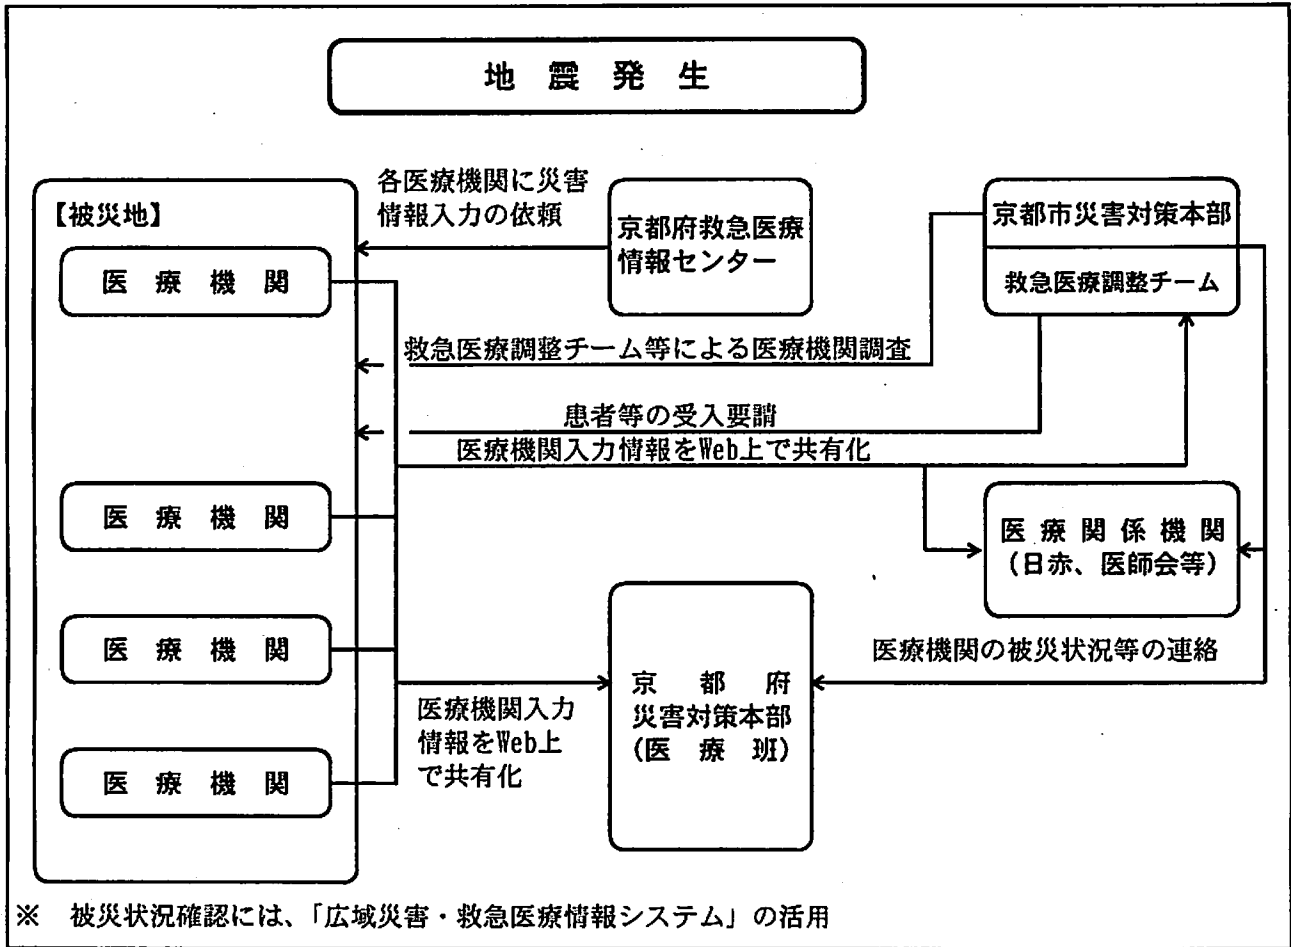 地震発生
【被災地】
医療機関
医療機関
医療機関
医療機関
各医療機関に災害
情報入力の依頼
京都府救急医療
情報センター
京都市災害対策本部
救急医療調整チーム
救急医療調整チーム等による医療機関調査
患者等の受入要請
医療機関入力情報をWeb上で共有化
医療関係機関
(日赤、医師会等)
医療機関の被災状況等の連絡
医療機関入力
情報をWeb上
で共有化
京都府
災害対策本部
(医療班)
※　被災状況確認には、「広域災害・救急医療情報システム」の活用